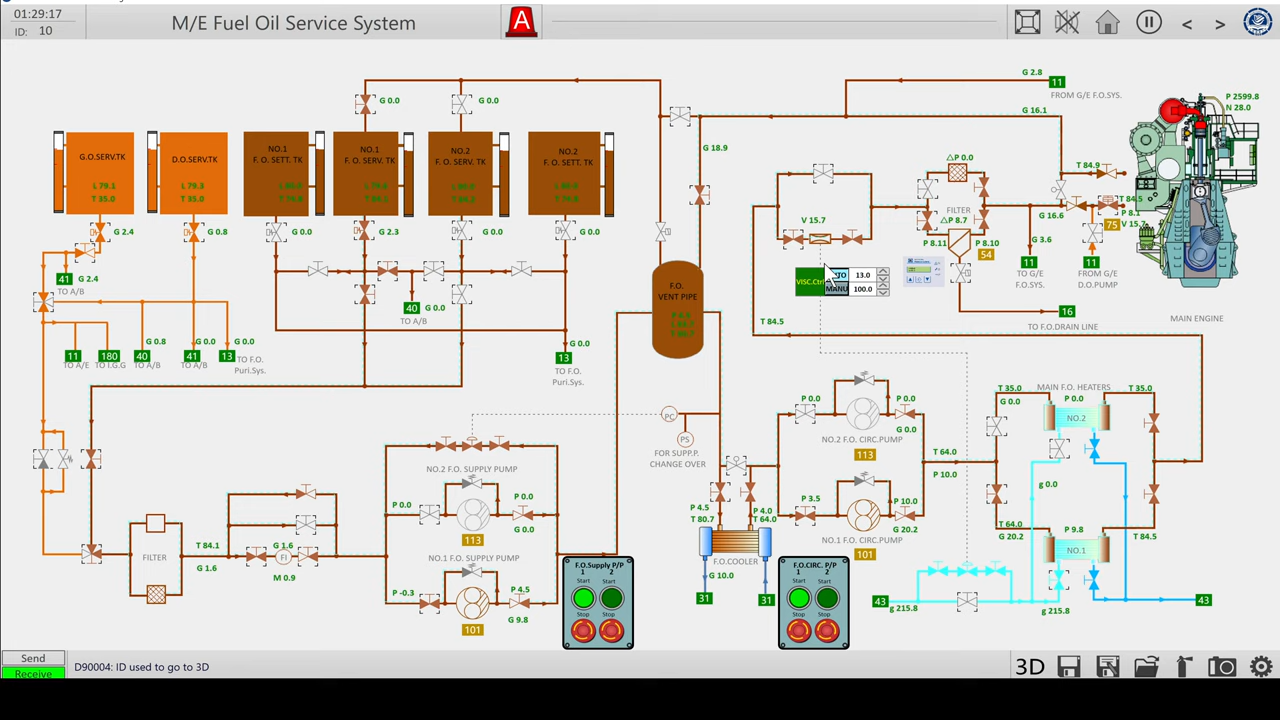 01:29:17
ID: 10
M/E Fuel Oil Service System
A
G 2.8
11
FROM G/E F.O.SYS.
G 16.1
P 2599.8
N 28.0
G 0.0
G 0.0
G.O.SERV.TK
L 79.1
T 35.0
D.O.SERV.TK
L 79.3
T 35.0
NO.1
F. O. SETT. TK
NO.1
F. O. SERV. TK
NO.2
F. O. SERV. TK
NO.2
F. O. SETT. TK
G 18.9
△P 0.0
T 84.9
T 84.5
P 8.1
V 15.7
FILTER
G 16.6
75
△P 8.7
P 8.11
P 8.10
54
V 15.7
G 3.6
G 2.4
G 0.8
G 0.0
G 2.3
G 0.0
G 0.0
41
G 2.4
TO A/B
40
G 0.0
TO A/B
VISC.Ctrl
13.0
MANU
100.0
11
TO G/E
F.O.SYS.
11
FROM G/E
D.O.PUMP
MAIN ENGINE
F.O.
VENT PIPE
16
TO F.O.DRAIN LINE
T 84.5
G 0.8
G 0.0
G 0.0
11
TO A/E
180
TO I.G.G
40
TO A/B
41
TO A/B
13
TO F.O.
Puri.Sys.
13
TO F.O.
Puri.Sys.
MAIN F.O. HEATERS
T 35.0
G 0.0
P 0.0
T 35.0
NO.2
PC
PS
FOR SUPP.P.
CHANGE OVER
P 0.0
P 0.0
G 0.0
NO.2 F.O. CIRC.PUMP
113
T 64.0
P 10.0
NO.2 F.O. SUPPLY PUMP
P 0.0
P 0.0
G 0.0
113
P 4.5
T 80.7
P 4.0
T 64.0
P 3.5
P 10.0
G 20.2
NO.1 F.O. CIRC.PUMP
101
g 0.0
T 64.0
G 20.2
P 9.8
NO.1
T 84.5
FILTER
T 84.1
G 1.6
G 1.6
FI
M 0.9
NO.1 F.O. SUPPLY PUMP
P -0.3
P 4.5
G 9.8
101
F.O.COOLER
G 10.0
31
31
F.O.Supply P/P
1 2
Start Start
Stop Stop
F.O.CIRC. P/P
1 2
Start Start
Stop Stop
43
g 215.8
g 215.8
43
Send
Receive
D90004: ID used to go to 3D
3D